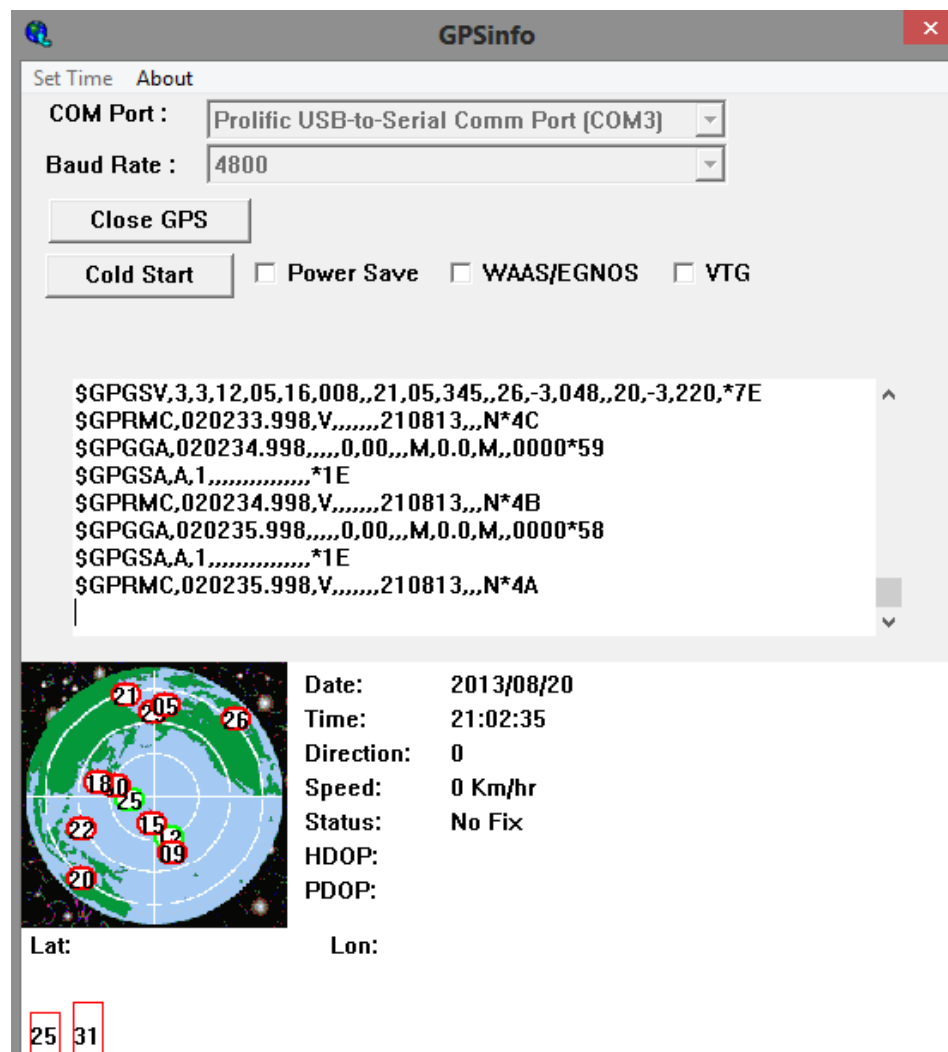 GPSinfo
Set Time About
COM Port : Prolific USB-to-Serial Comm Port (COM3)
Baud Rate : 4800
Close GPS
Cold Start Power Save WAAS/EGNOS VTG
$GPGSV,3,3,12,05,16,008,,21,05,345,,26,-3,048,,20,-3,220,*7E
$GPRMC,020233.998,V,,,,,,,210813,,,N*4C
$GPGGA,020234.998,,,,,0,00,,,M,0.0,M,,0000*59
$GPGSA,A,1,,,,,,,,,,,,,,,*1E
$GPRMC,020234.998,V,,,,,,,210813,,,N*4B
$GPGGA,020235.998,,,,,0,00,,,M,0.0,M,,0000*58
$GPGSA,A,1,,,,,,,,,,,,,,,*1E
$GPRMC,020235.998,V,,,,,,,210813,,,N*4A
21 05 26
18 25
22 15 12
09
20
Date: 2013/08/20
Time: 21:02:35
Direction: 0
Speed: 0 Km/hr
Status: No Fix
HDOP:
PDOP:
Lat: Lon:
25 31